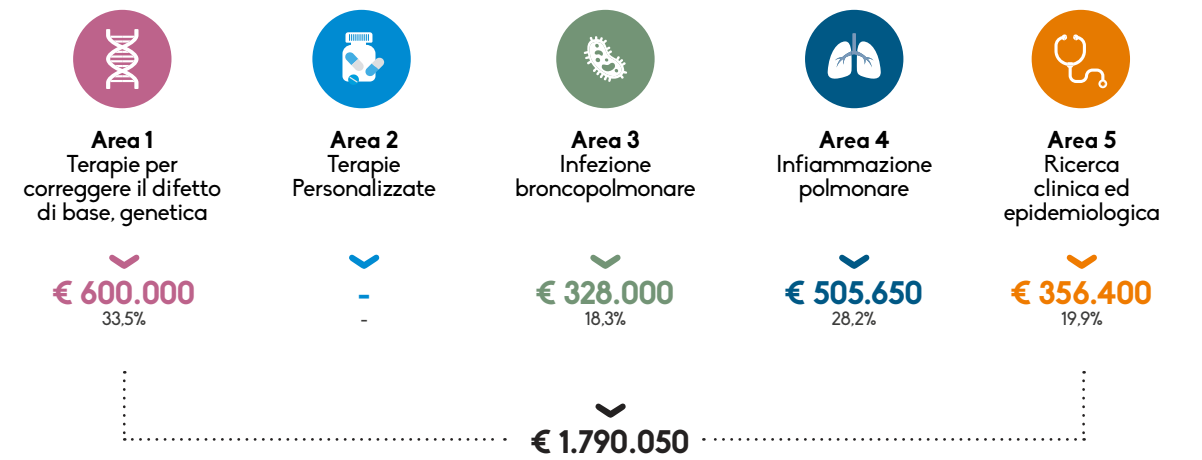 Area 1
Terapie per
correggere il difetto
di base, genetica
€ 600.000
33,5%
Area 2
Terapie
Personalizzate
-
-
Area 3
Infezione
broncopolmonare
€ 328.000
18,3%
Area 4
Infiammazione
polmonare
€ 505.650
28,2%
Area 5
Ricerca
clinica ed
epidemiologica
€ 356.400
19,9%
€ 1.790.050